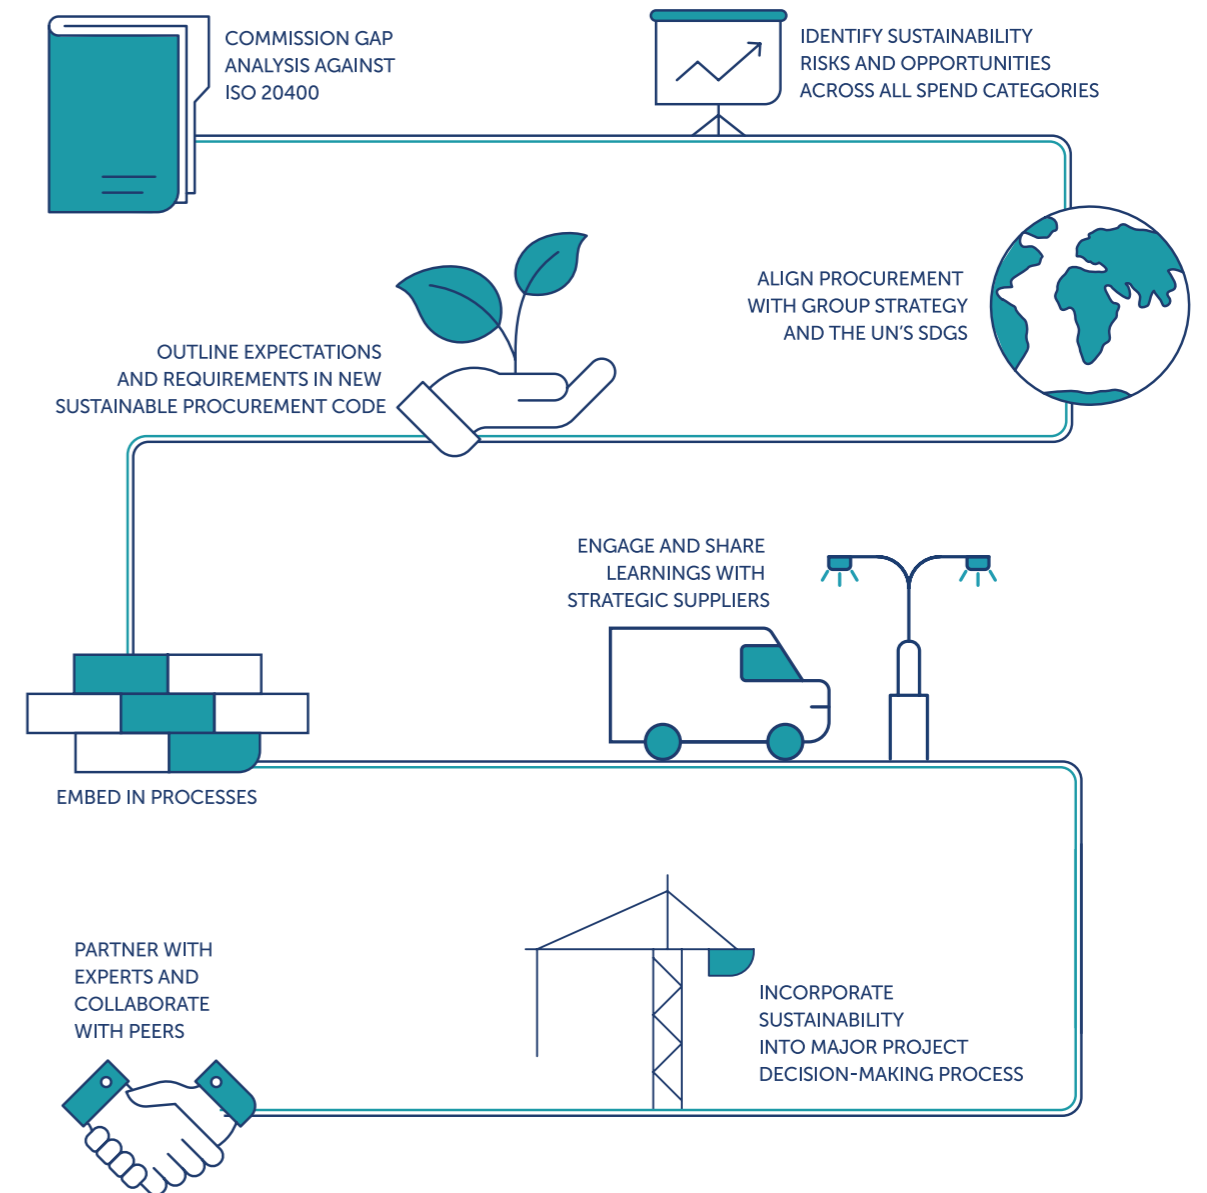 COMMISSION GAP
ANALYSIS AGAINST
ISO 20400
IDENTIFY SUSTAINABILITY
RISKS AND OPPORTUNITIES
ACROSS ALL SPEND CATEGORIES
ALIGN PROCUREMENT
WITH GROUP STRATEGY
AND THE UN'S SDGS
OUTLINE EXPECTATIONS
AND REQUIREMENTS IN NEW
SUSTAINABLE PROCUREMENT CODE
EMBED IN PROCESSES
ENGAGE AND SHARE
LEARNINGS WITH
STRATEGIC SUPPLIERS
INCORPORATE
SUSTAINABILITY
INTO MAJOR PROJECT
DECISION-MAKING PROCESS
PARTNER WITH
EXPERTS AND
COLLABORATE
WITH PEERS